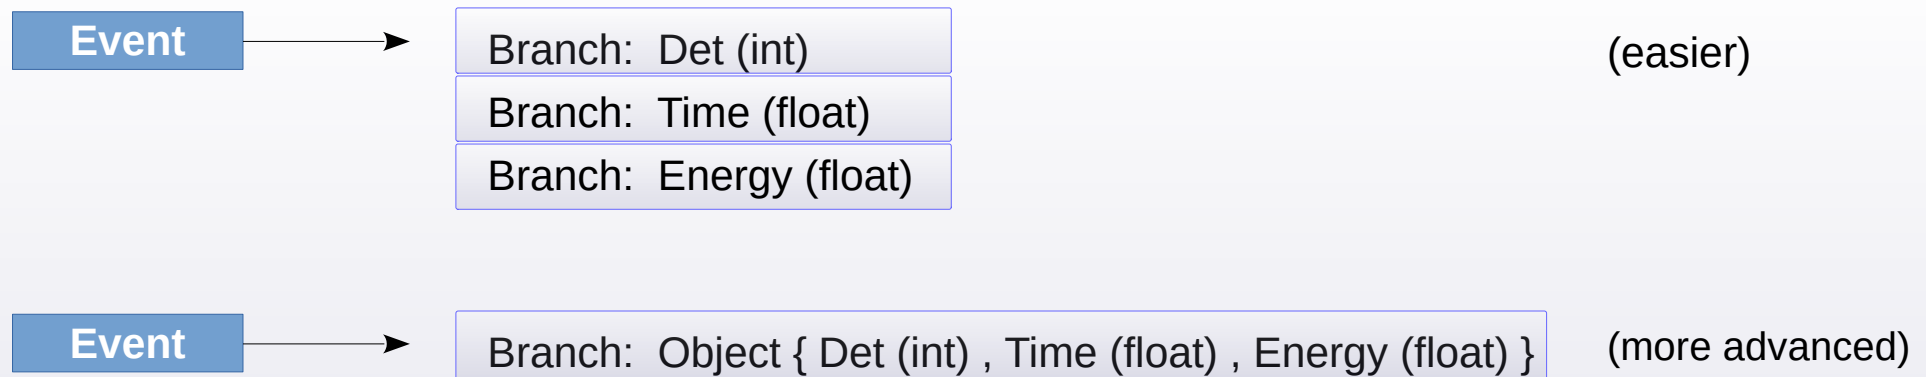 Event
Branch: Det (int)
(easier)
Branch: Time (float)
Branch: Energy (float)
Event
Branch: Object { Det (int) , Time (float) , Energy (float) }
(more advanced)